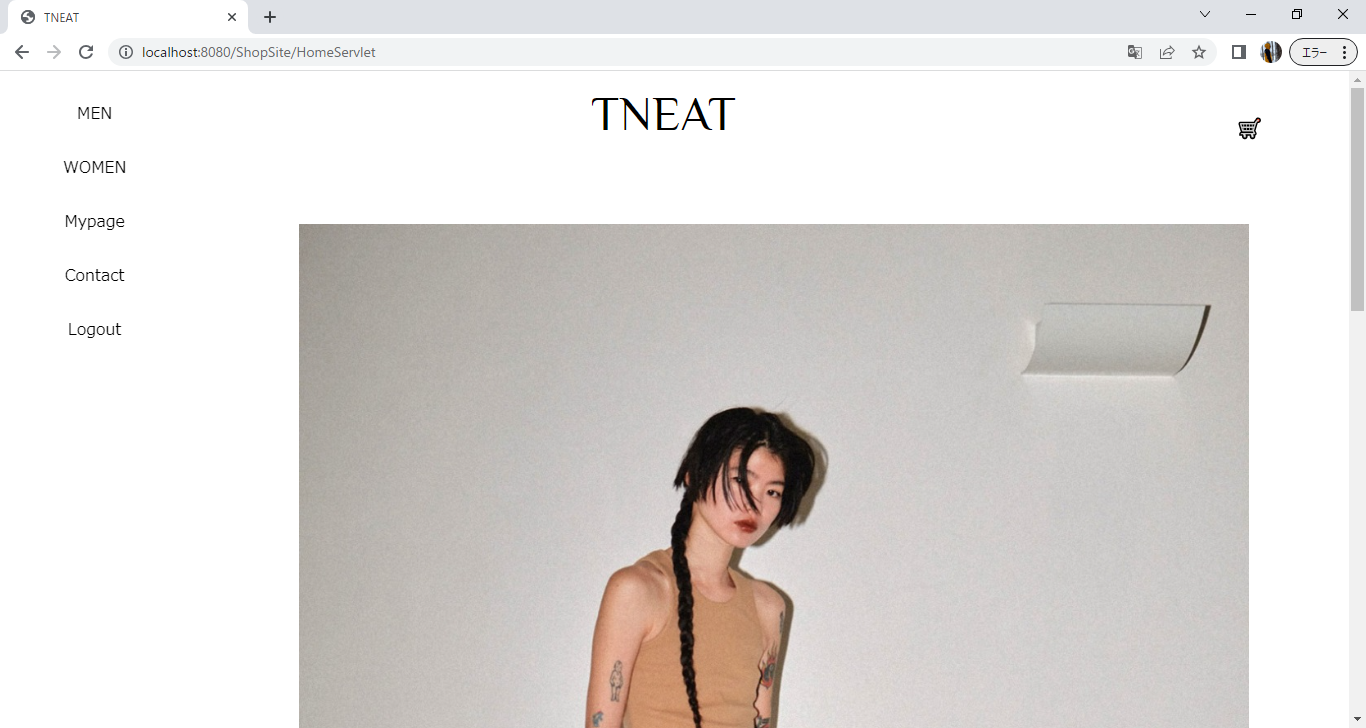 TNEAT
localhost:8080/ShopSite/HomeServlet
エラー
MEN
TNEAT
WOMEN
Mypage
Contact
Logout